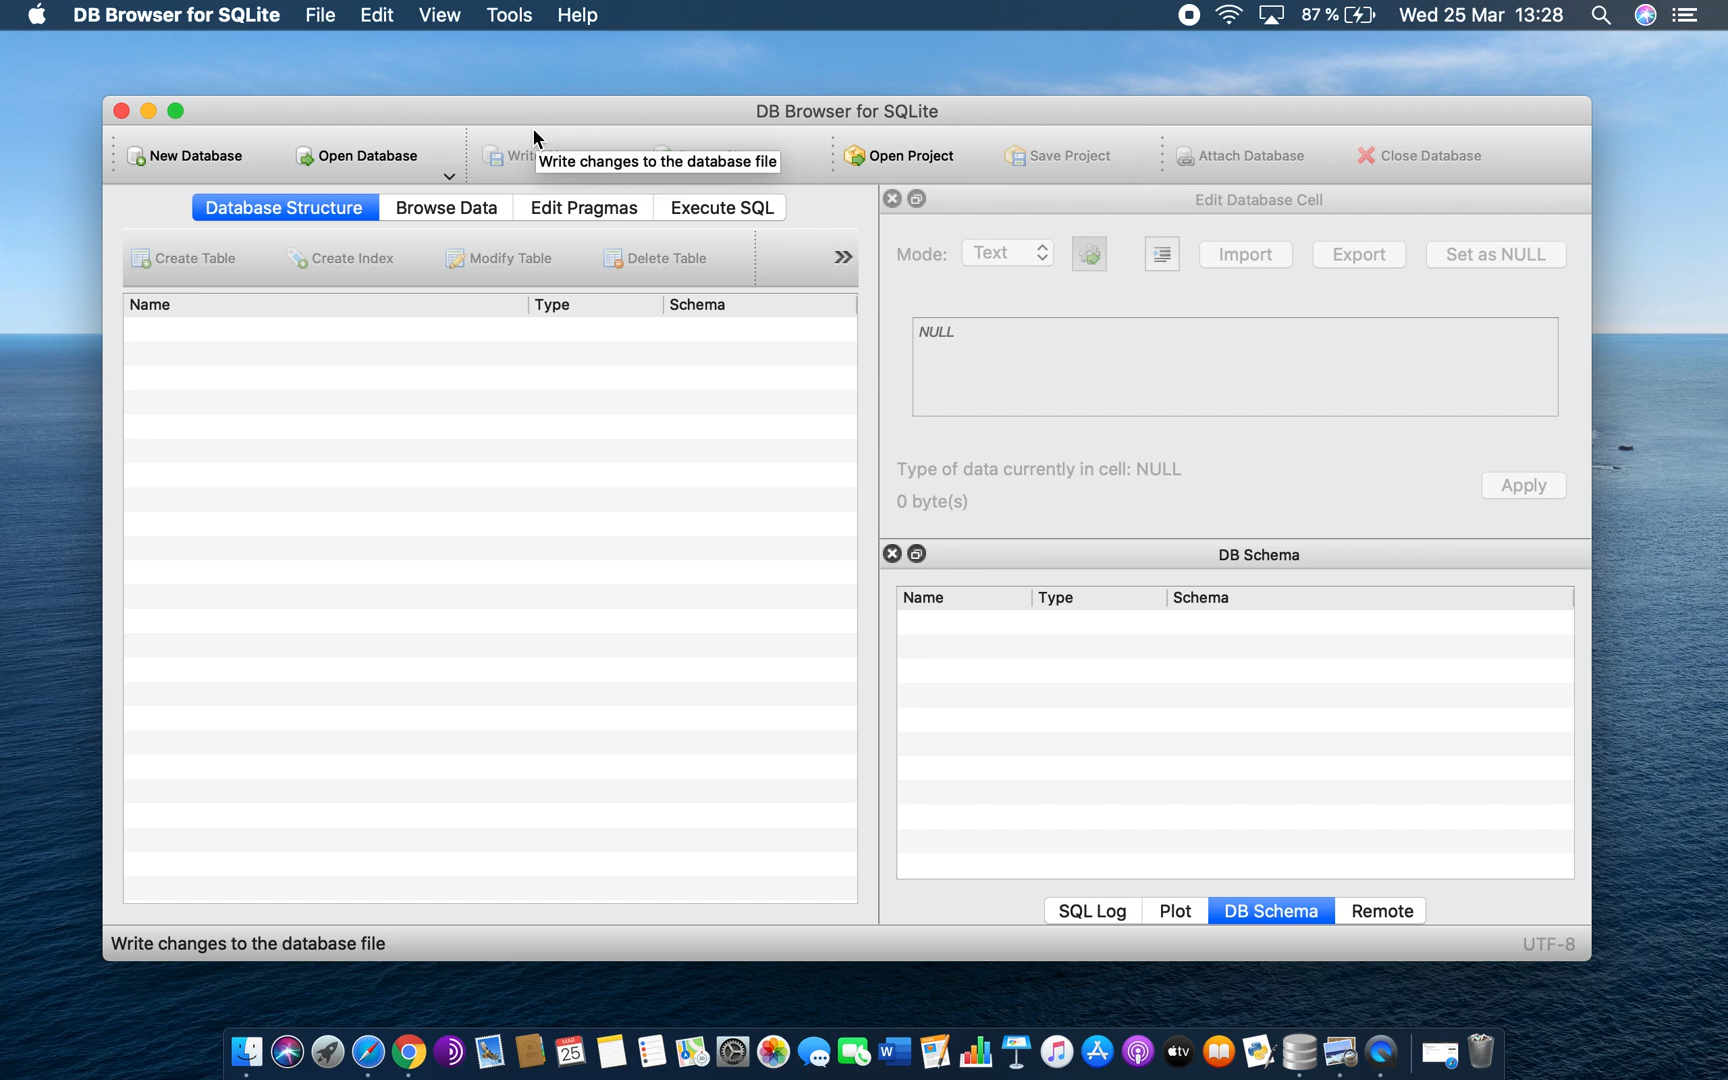 DB Browser for SQLite File Edit View Tools Help 87 % Wed 25 Mar 13:28
DB Browser for SQLite
New Database Open Database Write changes to the database file Open Project Save Project Attach Database Close Database
Database Structure Browse Data Edit Pragmas Execute SQL
Create Table Create Index Modify Table Delete Table »
Name Type Schema
Edit Database Cell
Mode: Text Import Export Set as NULL
NULL
Type of data currently in cell: NULL
0 byte(s)
Apply
DB Schema
Name Type Schema
SQL Log Plot DB Schema Remote
Write changes to the database file UTF-8
MAR
25
W
tv